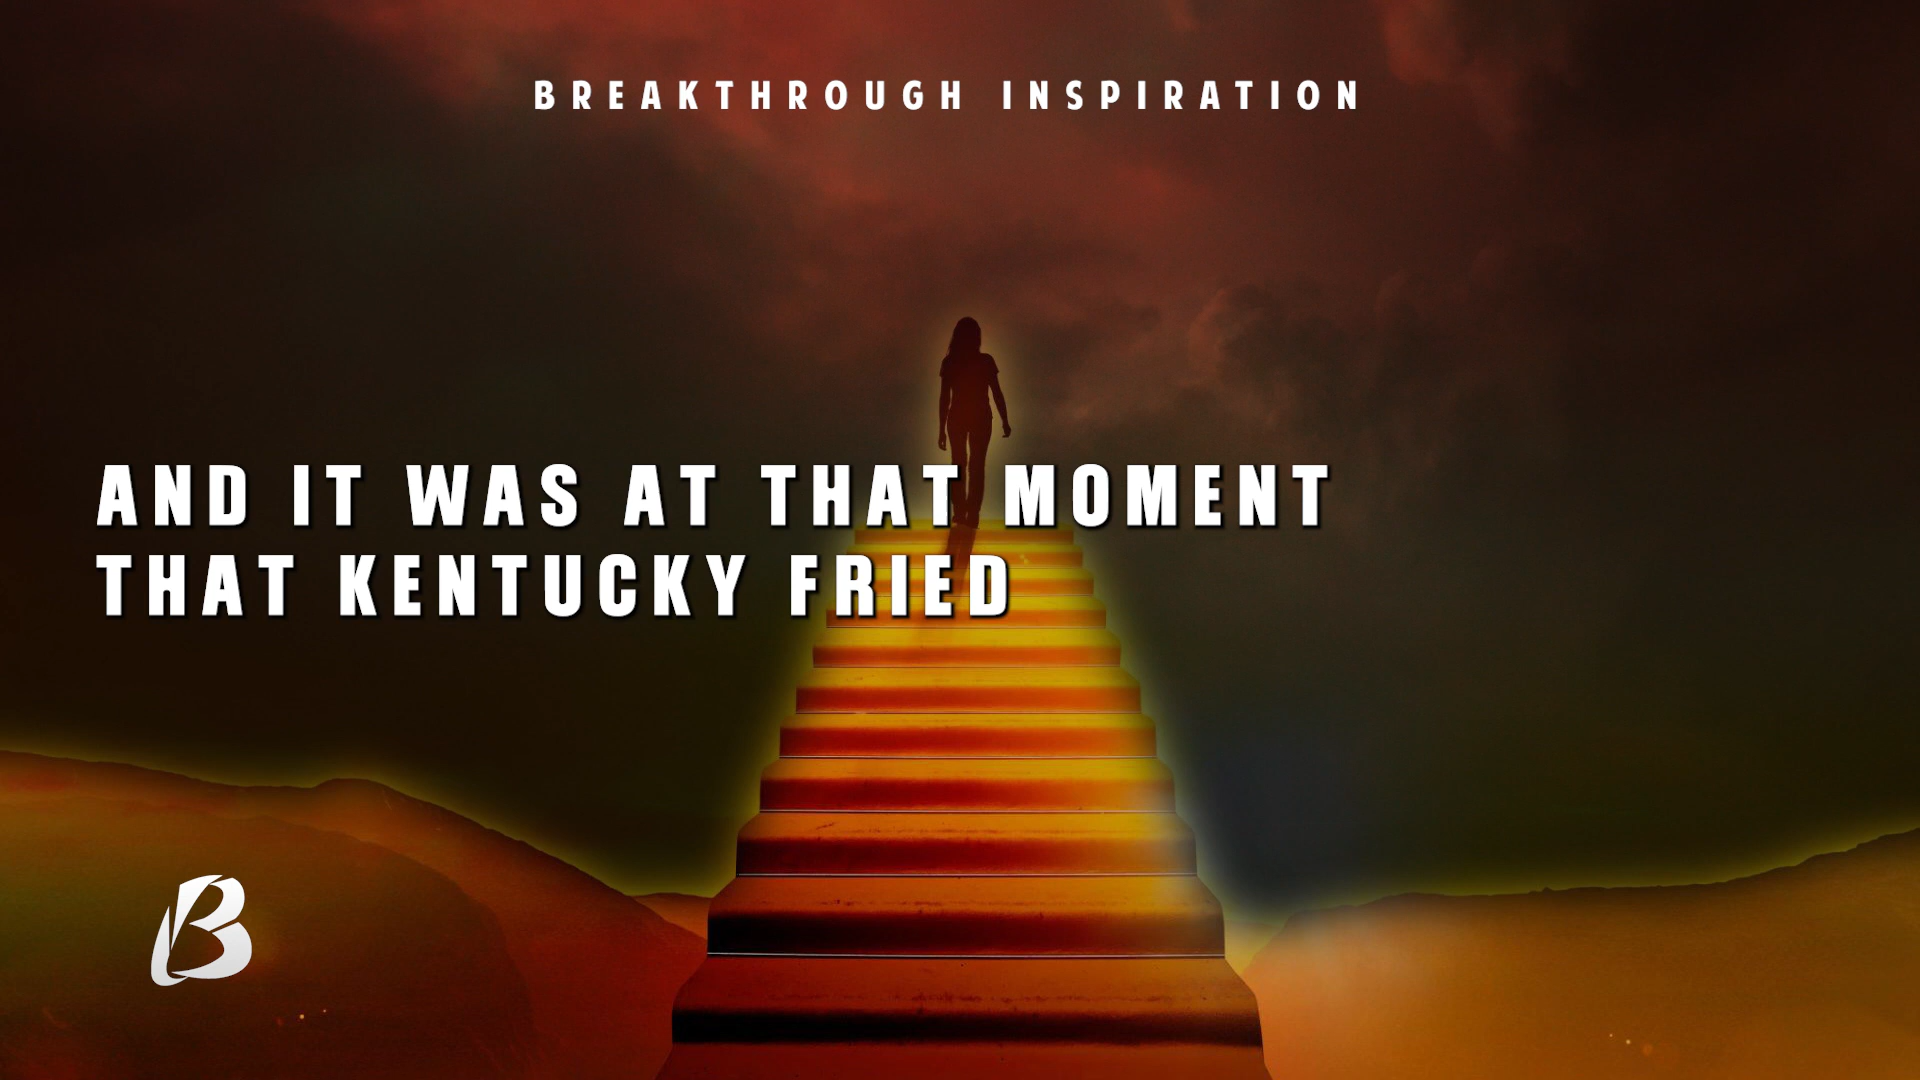 BREAKTHROUGH INSPIRATION
AND IT WAS AT THAT MOMENT
THAT KENTUCKY FRIED
B